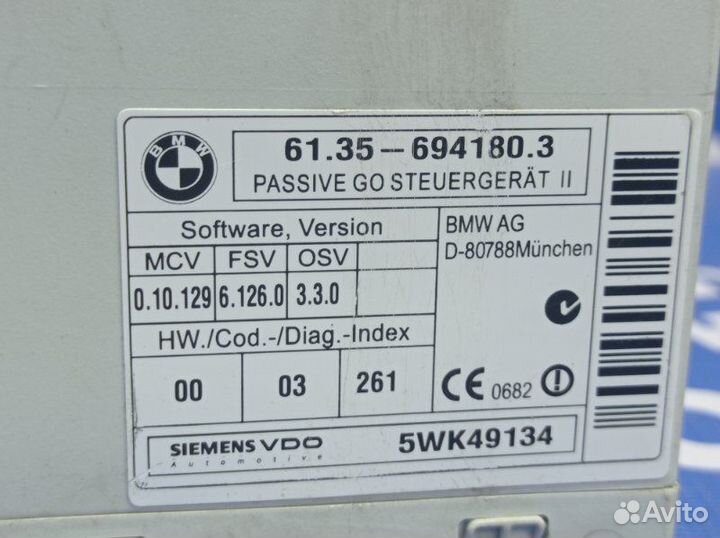 BMW
61.35 – 694180.3
PASSIVE GO STEUERGERÄT II
Software, Version
MCV FSV OSV
0.10.129 6.126.0 3.3.0
HW./Cod.-/Diag.-Index
00 03 261
BMW AG
D-80788München
CE 0682
SIEMENS VDO
Automotive
5WK49134
Avito